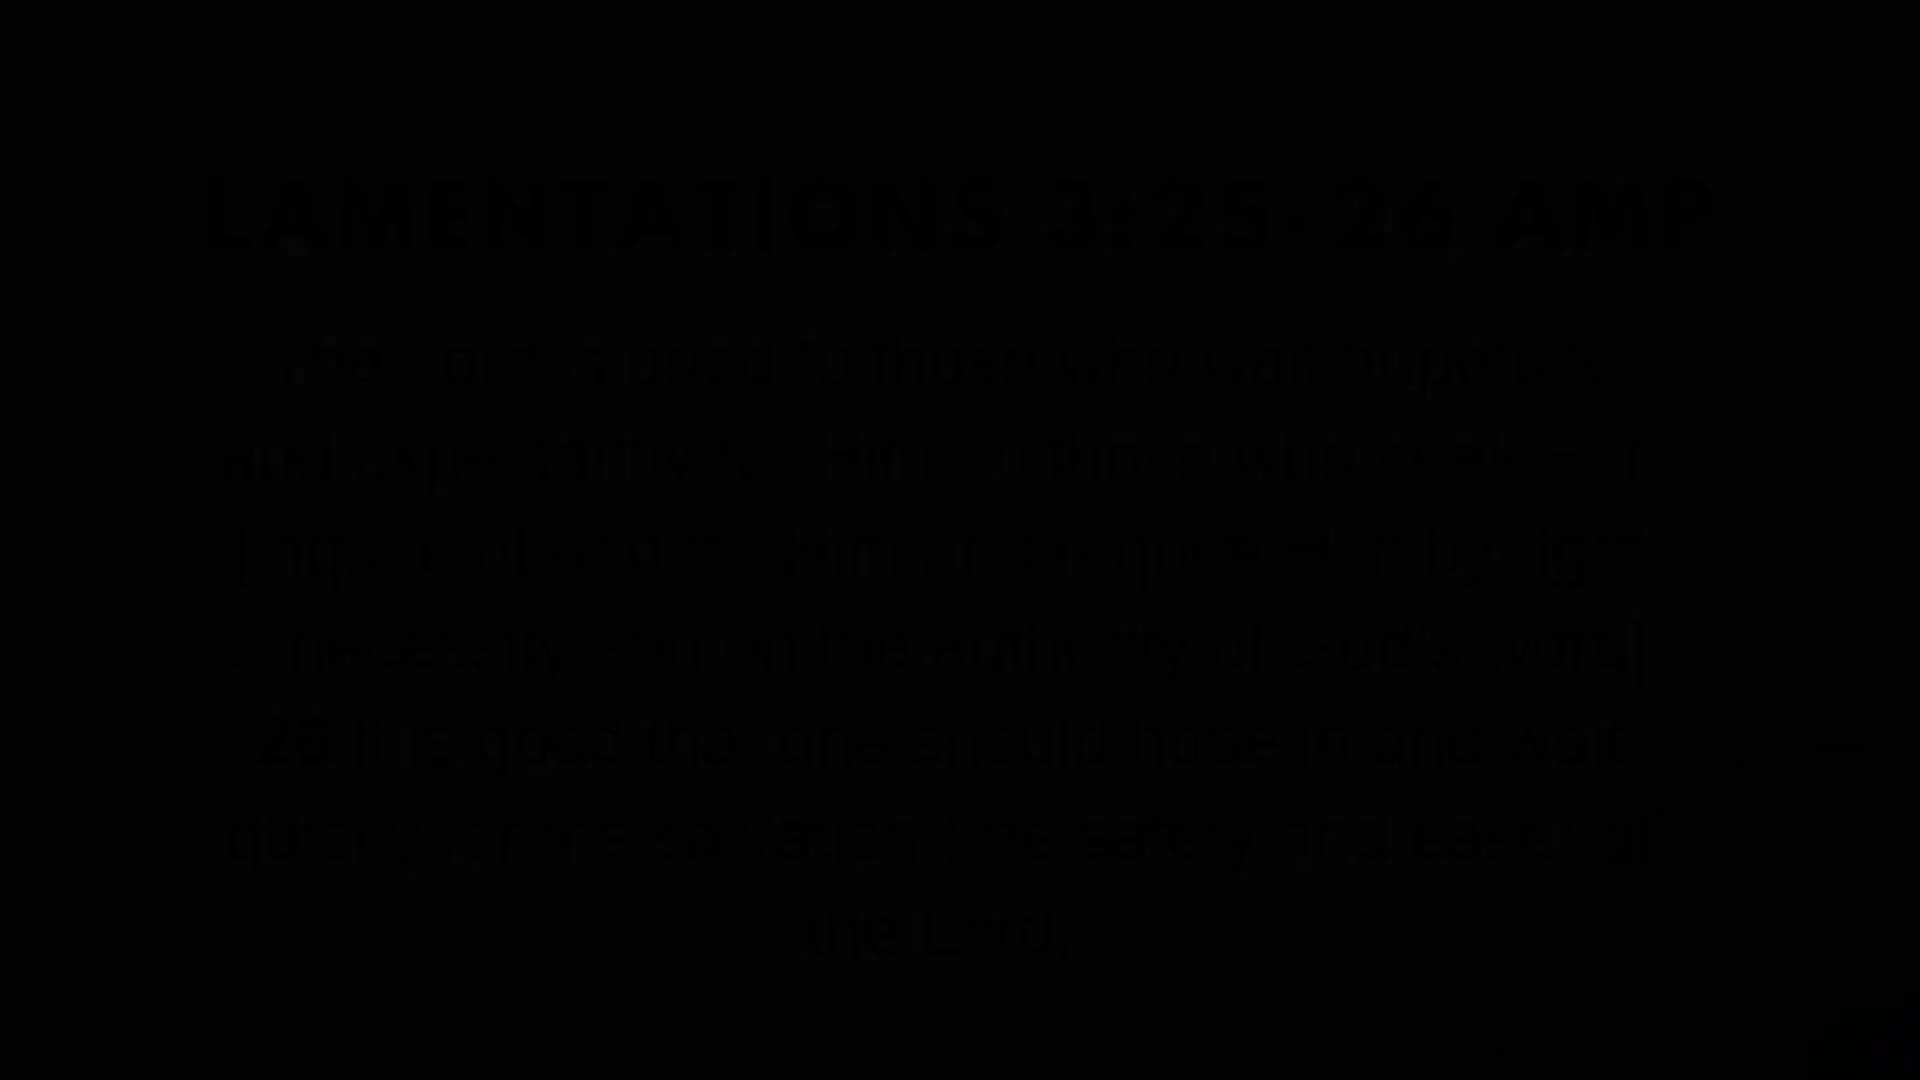 LAMENTATIONS 3:25-26 AMP
The Lord is good to those who wait hopefully
and expectantly for Him, to those who seek Him
[inquire of and for Him and require Him by right
of necessity and on the authority of God's word].
26 It is good that one should hope in and wait
quietly for the salvation (the safety and ease) of
the Lord.